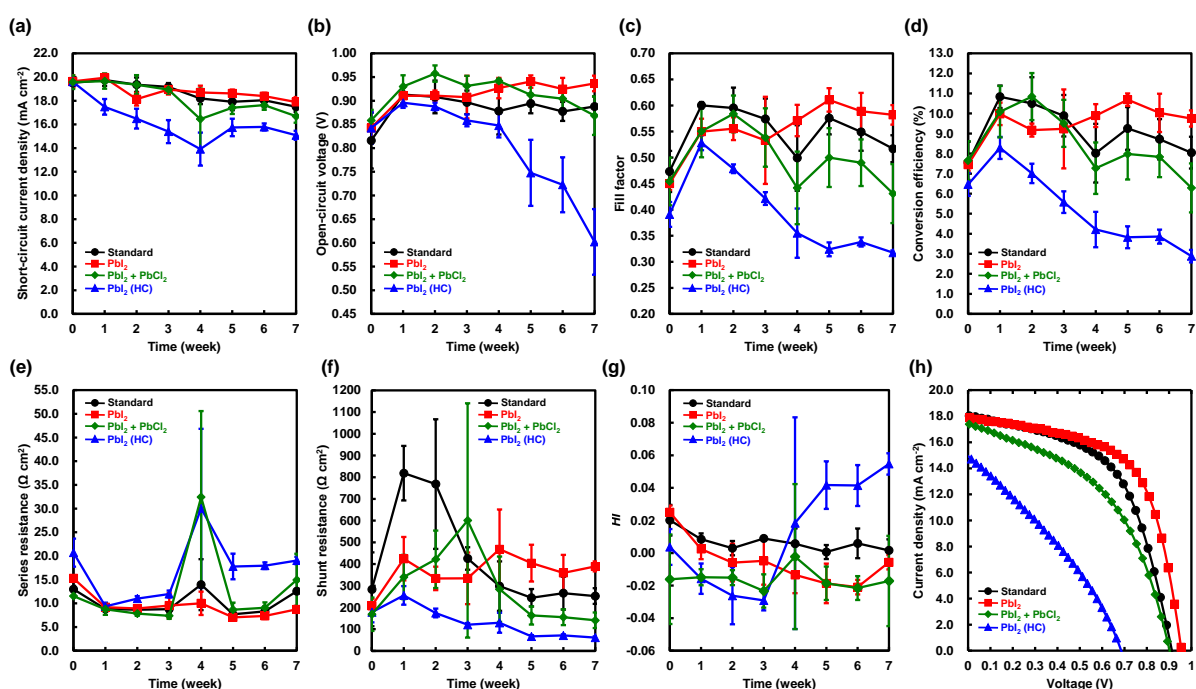 (a)
Short-circuit current density (mA cm⁻²)
22.0
20.0
18.0
16.0
14.0
12.0
10.0
8.0
6.0
4.0
2.0
0.0
Standard
PbI₂
PbI₂ + PbCl₂
PbI₂ (HC)
0 1 2 3 4 5 6 7
Time (week)
(b)
Open-circuit voltage (V)
1.00
0.95
0.90
0.85
0.80
0.75
0.70
0.65
0.60
0.55
0.50
0.45
Standard
PbI₂
PbI₂ + PbCl₂
PbI₂ (HC)
0 1 2 3 4 5 6 7
Time (week)
(c)
Fill factor
0.70
0.65
0.60
0.55
0.50
0.45
0.40
0.35
0.30
0.25
0.20
Standard
PbI₂
PbI₂ + PbCl₂
PbI₂ (HC)
0 1 2 3 4 5 6 7
Time (week)
(d)
Conversion efficiency (%)
13.0
12.0
11.0
10.0
9.0
8.0
7.0
6.0
5.0
4.0
3.0
2.0
1.0
0.0
Standard
PbI₂
PbI₂ + PbCl₂
PbI₂ (HC)
0 1 2 3 4 5 6 7
Time (week)
(e)
Series resistance (Ω cm²)
55.0
50.0
45.0
40.0
35.0
30.0
25.0
20.0
15.0
10.0
5.0
0.0
Standard
PbI₂
PbI₂ + PbCl₂
PbI₂ (HC)
0 1 2 3 4 5 6 7
Time (week)
(f)
Shunt resistance (Ω cm²)
1200
1100
1000
900
800
700
600
500
400
300
200
100
0
Standard
PbI₂
PbI₂ + PbCl₂
PbI₂ (HC)
0 1 2 3 4 5 6 7
Time (week)
(g)
HI
0.10
0.08
0.06
0.04
0.02
0.00
-0.02
-0.04
-0.06
Standard
PbI₂
PbI₂ + PbCl₂
PbI₂ (HC)
0 1 2 3 4 5 6 7
Time (week)
(h)
Current density (mA cm⁻²)
20.0
18.0
16.0
14.0
12.0
10.0
8.0
6.0
4.0
2.0
0.0
Standard
PbI₂
PbI₂ + PbCl₂
PbI₂ (HC)
0 0.1 0.2 0.3 0.4 0.5 0.6 0.7 0.8 0.9 1
Voltage (V)